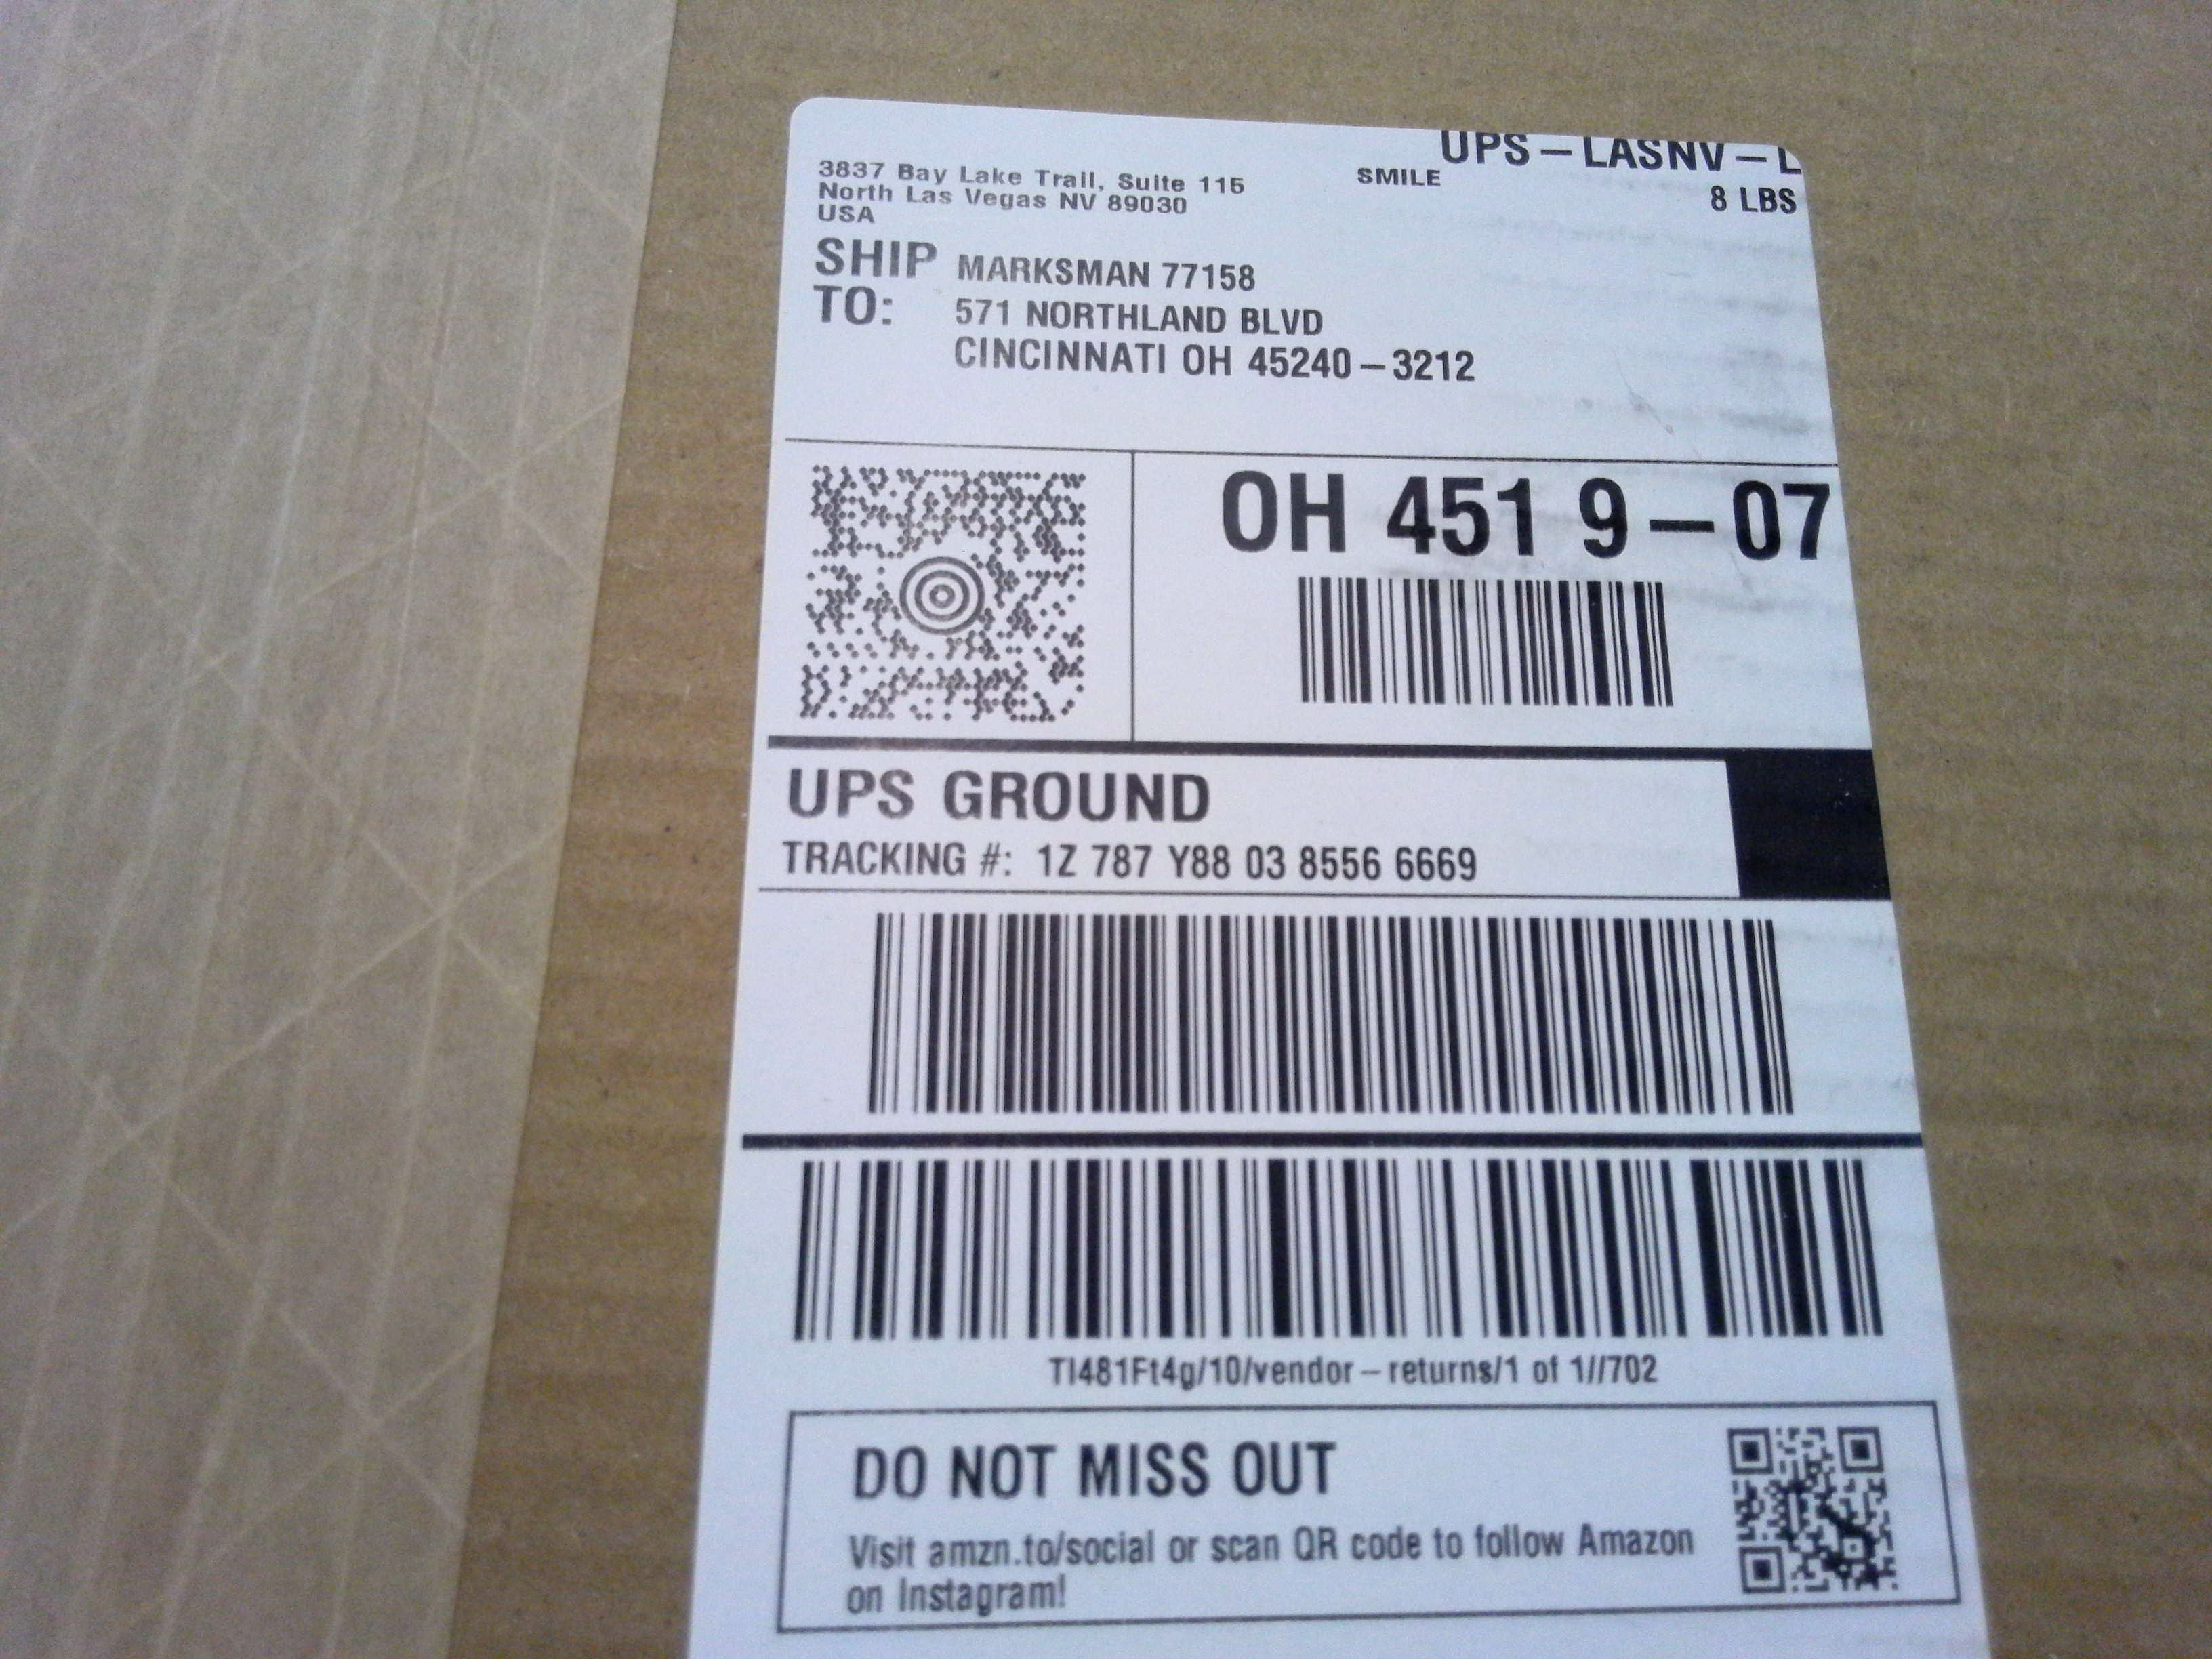 UPS – LASNV – L
3837 Bay Lake Trail, Suite 115 SMILE
North Las Vegas NV 89030 8 LBS
USA
SHIP TO: MARKSMAN 77158
571 NORTHLAND BLVD
CINCINNATI OH 45240–3212
OH 451 9–07
UPS GROUND
TRACKING #: 1Z 787 Y88 03 8556 6669
TI481Ft4g/10/vendor–returns/1 of 1//702
DO NOT MISS OUT
Visit amzn.to/social or scan QR code to follow Amazon
on Instagram!